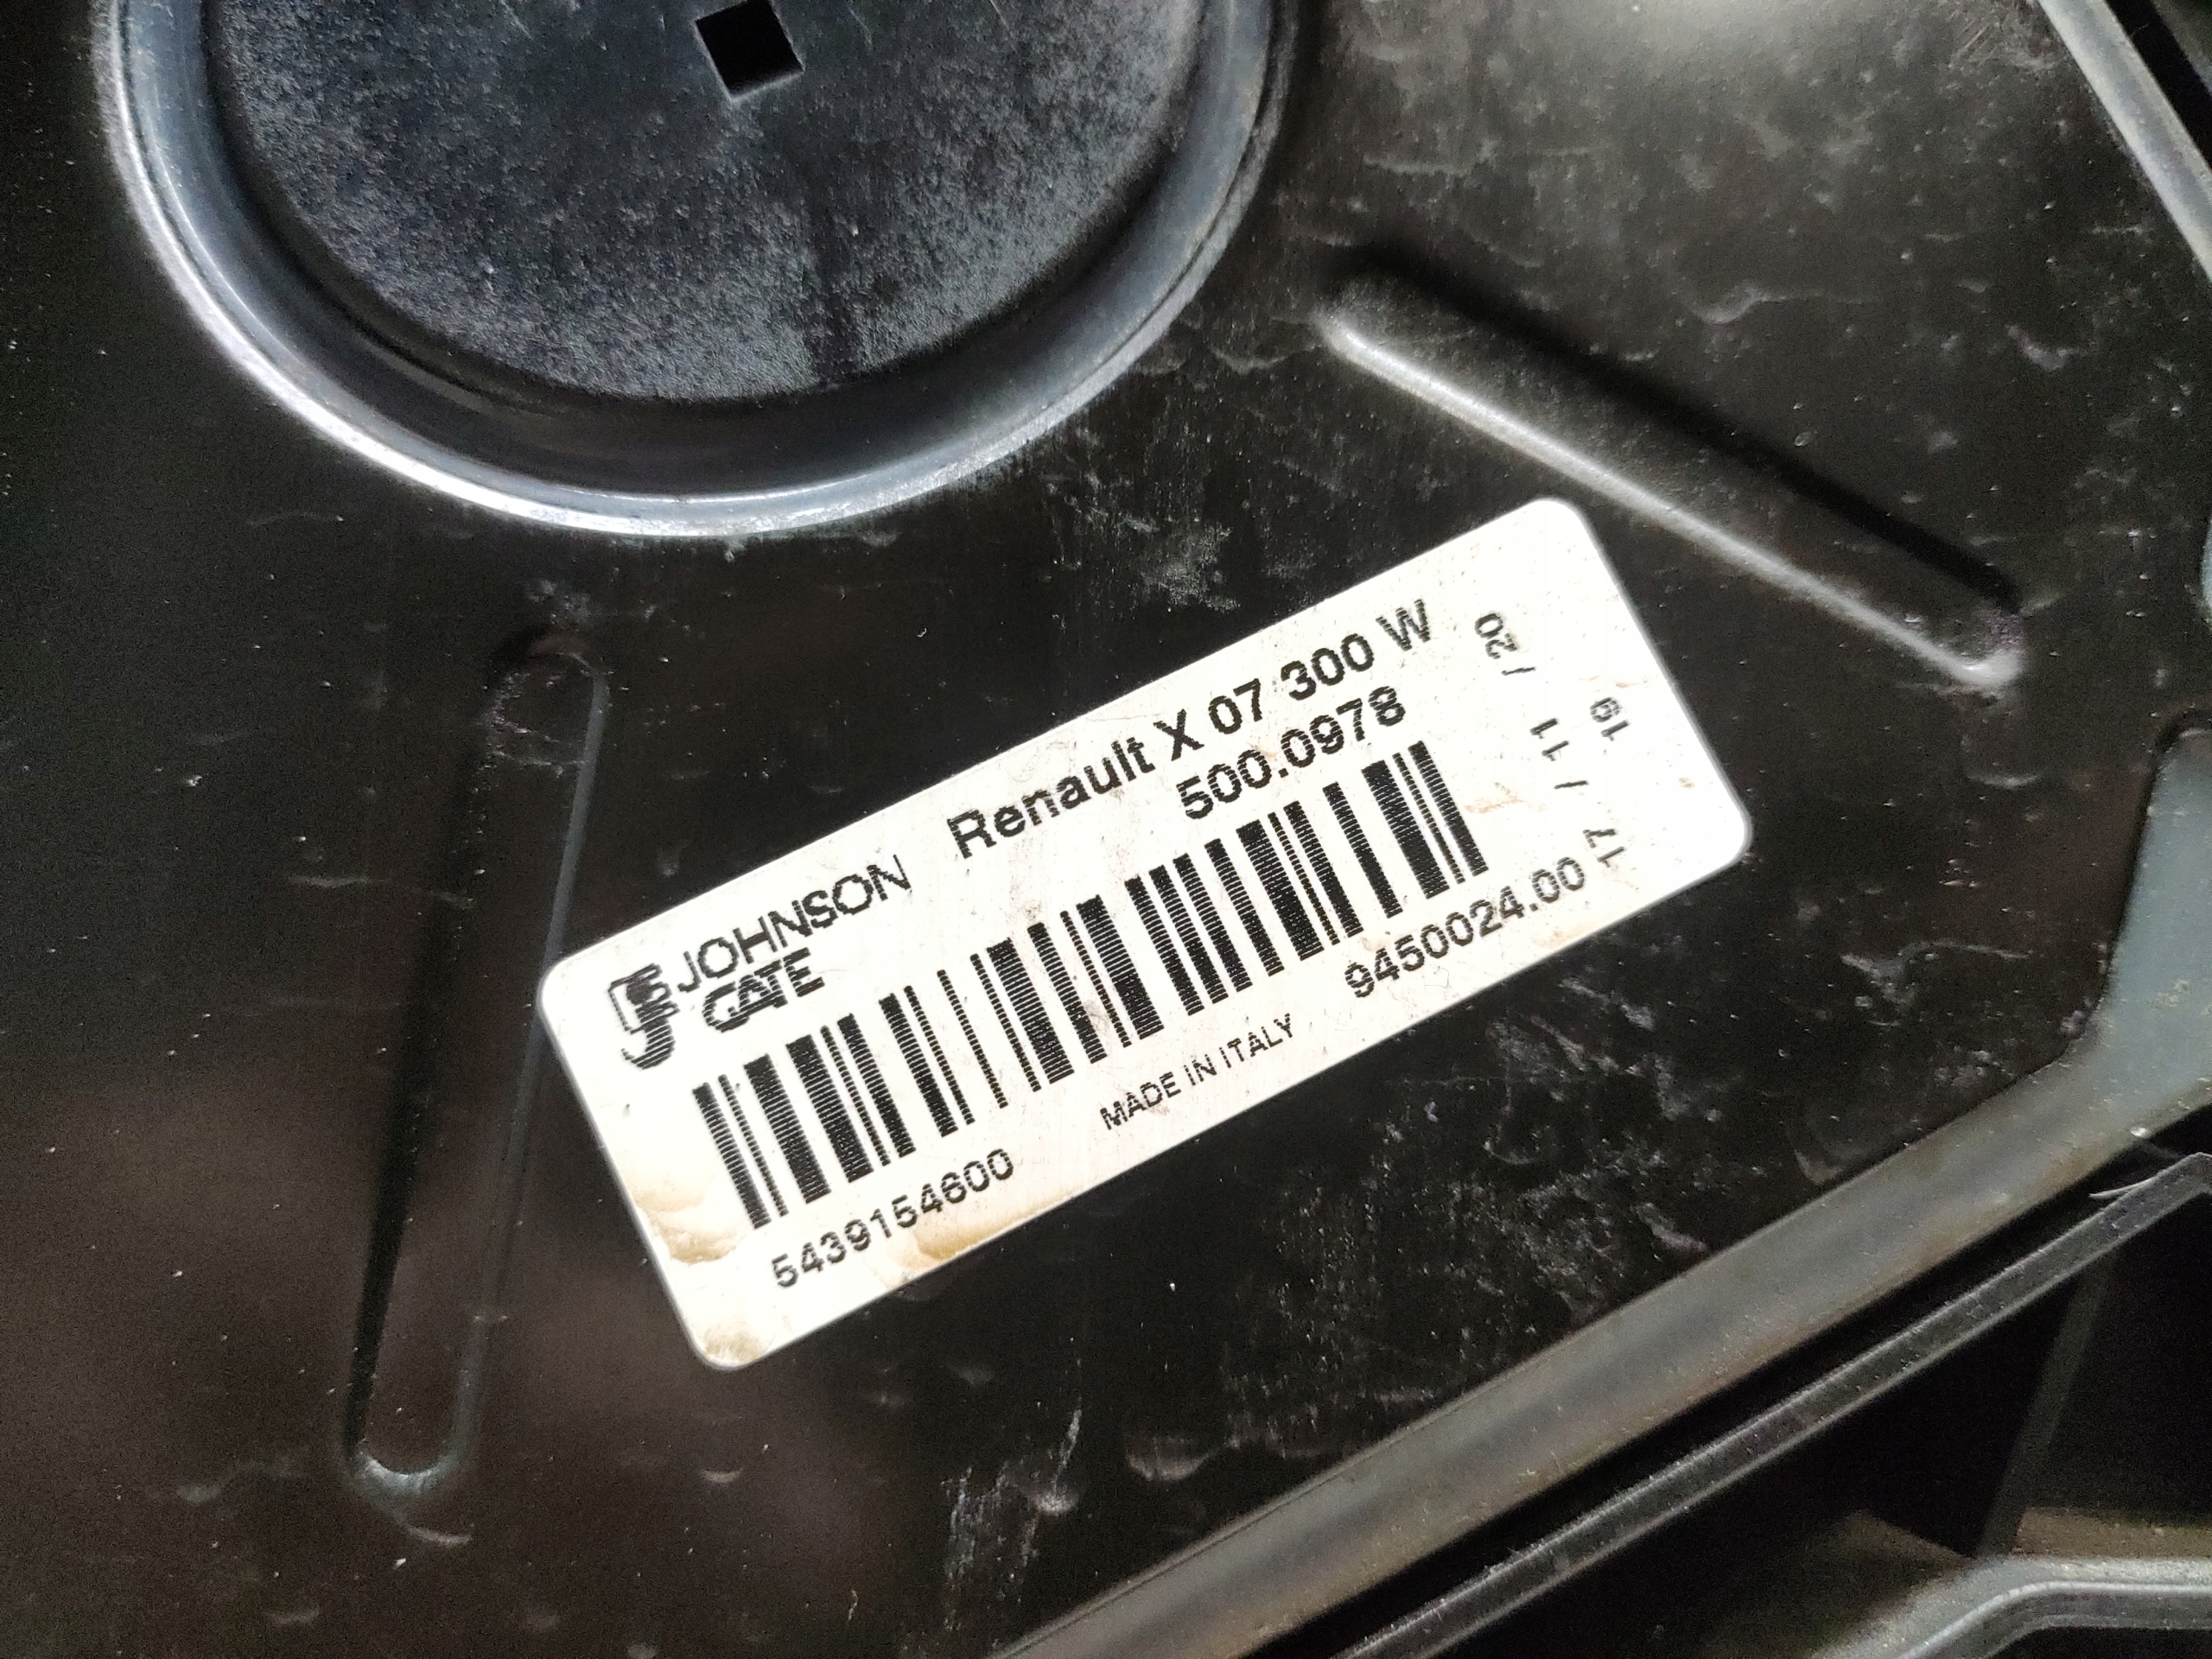 JOHNSON
GATE
Renault X 07 300 W
500.0978
5439154600
MADE IN ITALY
9450024.00
17 / 11 / 20
19